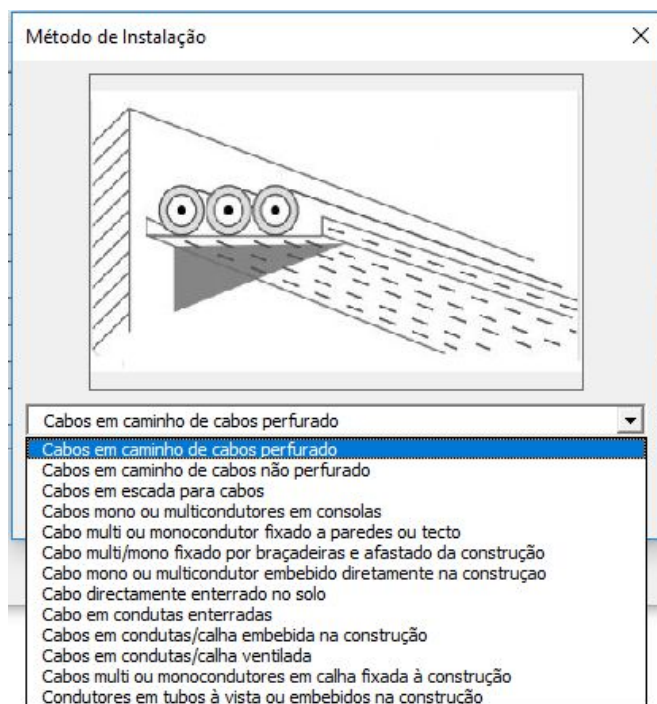 Método de Instalação
Cabos em caminho de cabos perfurado
Cabos em caminho de cabos perfurado
Cabos em caminho de cabos não perfurado
Cabos em escada para cabos
Cabos mono ou multicondutores em consolas
Cabo multi ou monocondutor fixado a paredes ou tecto
Cabo multi/mono fixado por braçadeiras e afastado da construção
Cabo mono ou multicondutor embebido diretamente na construçao
Cabo directamente enterrado no solo
Cabo em condutas enterradas
Cabos em condutas/calha embebida na construção
Cabos em condutas/calha ventilada
Cabos multi ou monocondutores em calha fixada à construção
Condutores em tubos à vista ou embebidos na construção